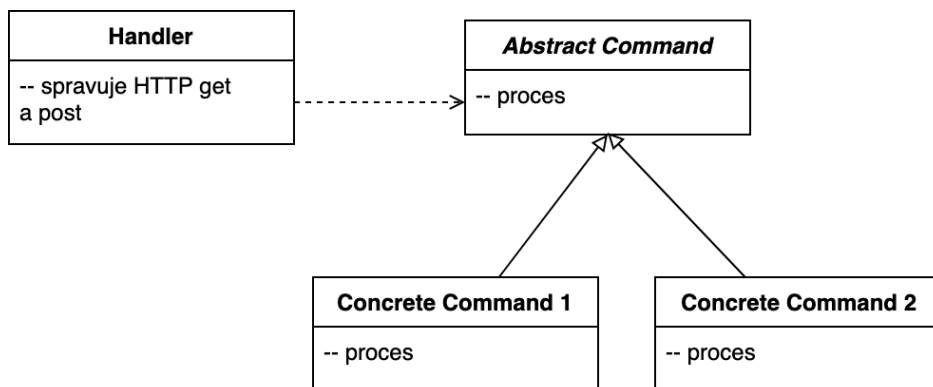 Handler
-- spravuje HTTP get
a post
Abstract Command
-- proces
Concrete Command 1
-- proces
Concrete Command 2
-- proces